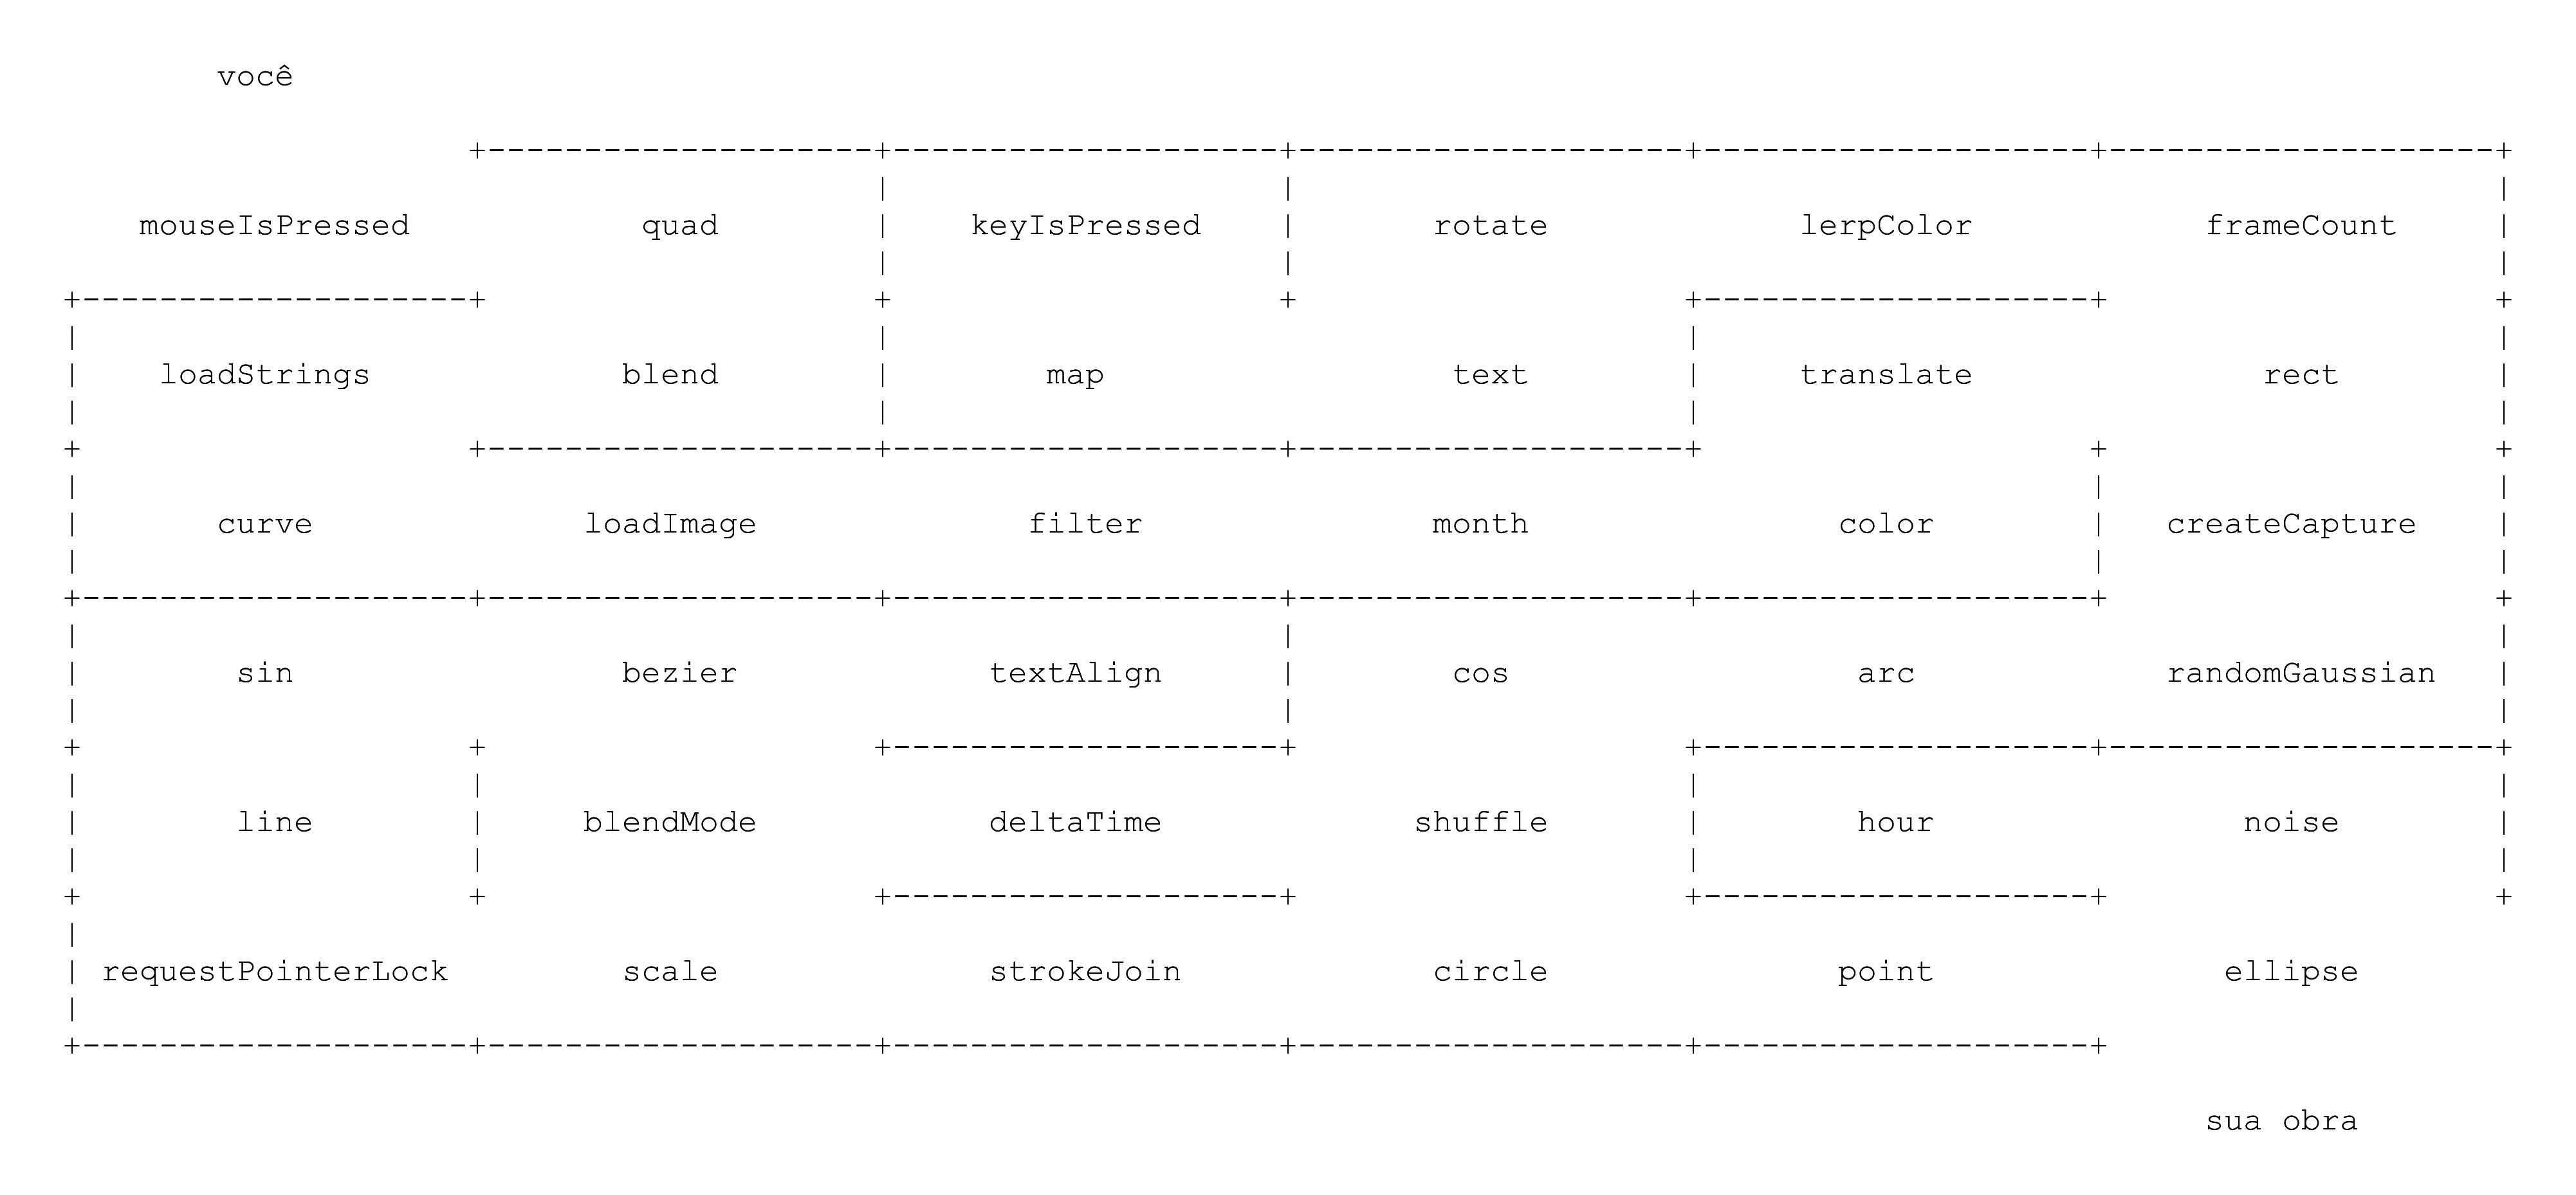 você
mouseIsPressed quad keyIsPressed rotate lerpColor frameCount
loadStrings blend map text translate rect
curve loadImage filter month color createCapture
sin bezier textAlign cos arc randomGaussian
line blendMode deltaTime shuffle hour noise
requestPointerLock scale strokeJoin circle point ellipse
sua obra